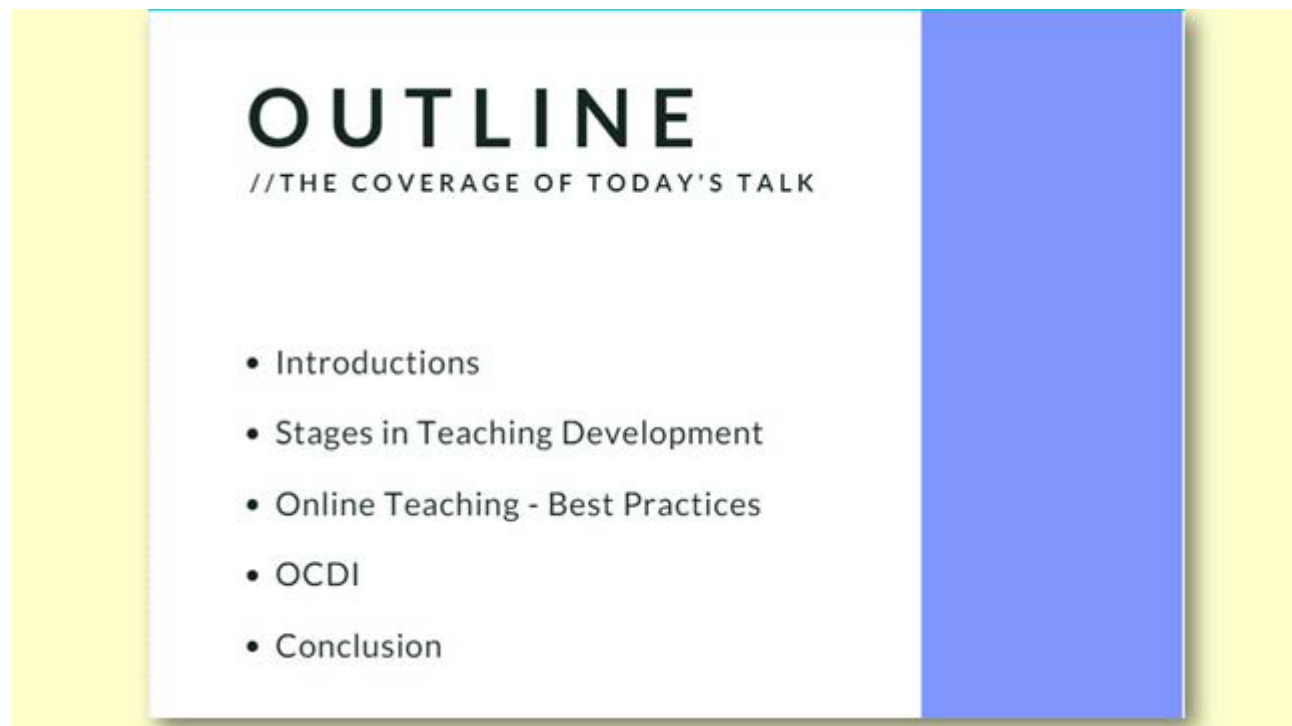 OUTLINE
//THE COVERAGE OF TODAY'S TALK
• Introductions
• Stages in Teaching Development
• Online Teaching - Best Practices
• OCDI
• Conclusion